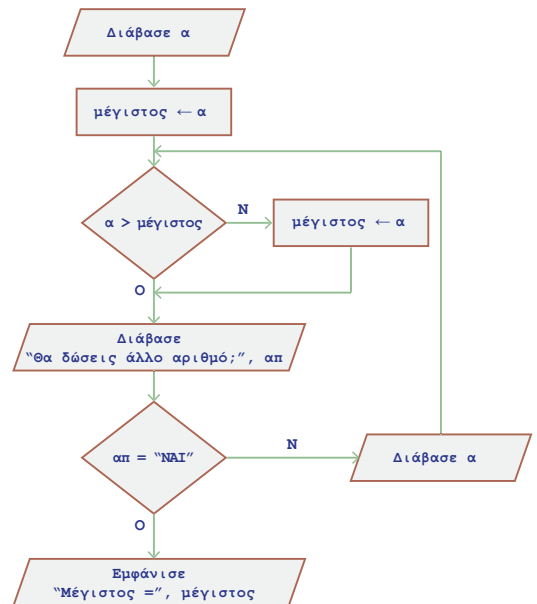 Διάβασε α
μέγιστος ← α
α > μέγιστος
Ν
μέγιστος ← α
Ο
Διάβασε
“Θα δώσεις άλλο αριθμό;”, απ
απ = “ΝΑΙ”
Ν
Διάβασε α
Ο
Εμφάνισε
“Μέγιστος =”, μέγιστος